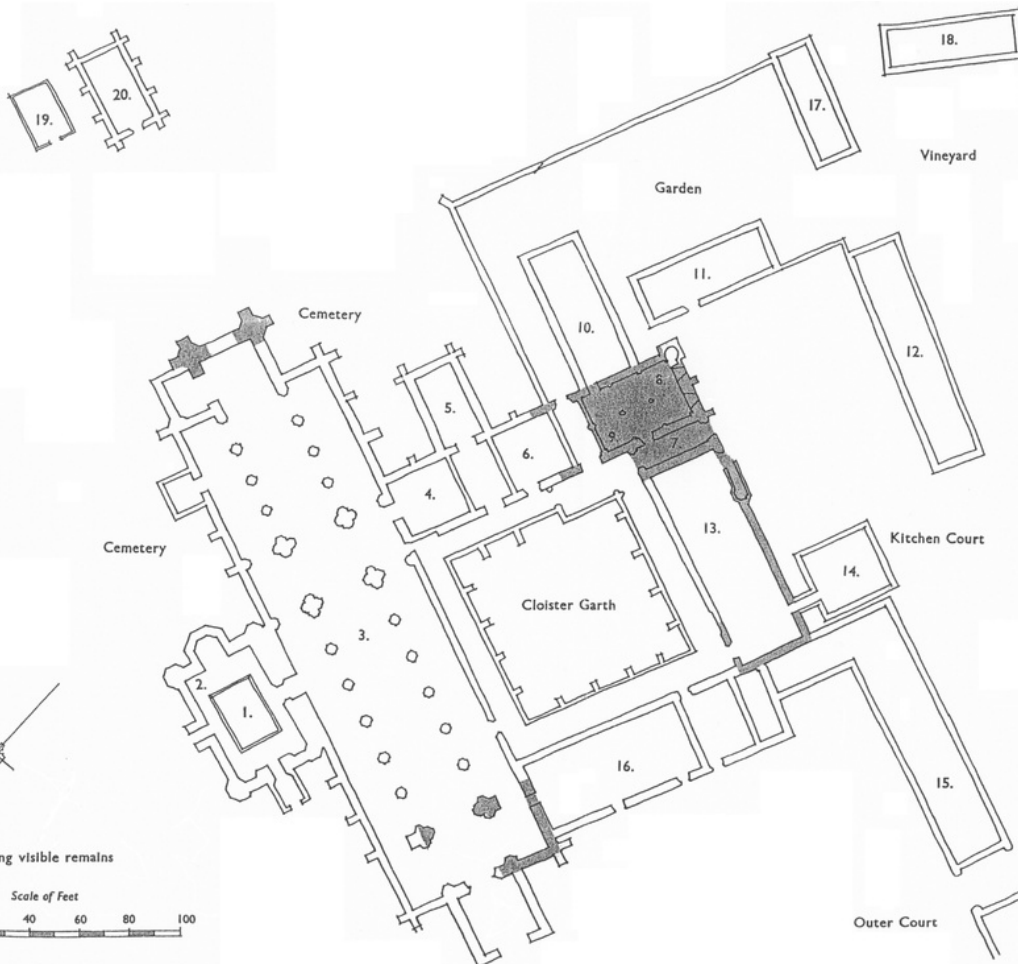 18.
20.
19.
17.
Vineyard
Garden
11.
Cemetery
10.
12.
8.
5.
9.
7.
6.
4.
13.
Kitchen Court
Cemetery
14.
Cloister Garth
3.
2.
1.
16.
15.
ng visible remains
Scale of Feet
40 60 80 100
Outer Court